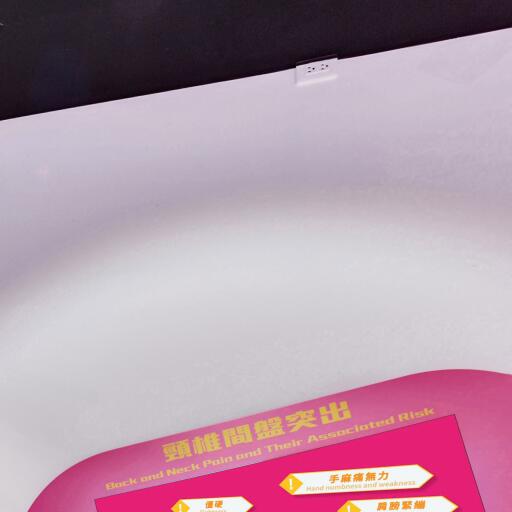 頸椎間盤突出
Back and Neck Pain and Their Associated Risk
手麻痛無力
Hand numbness and weakness
僵硬
肩膀緊繃